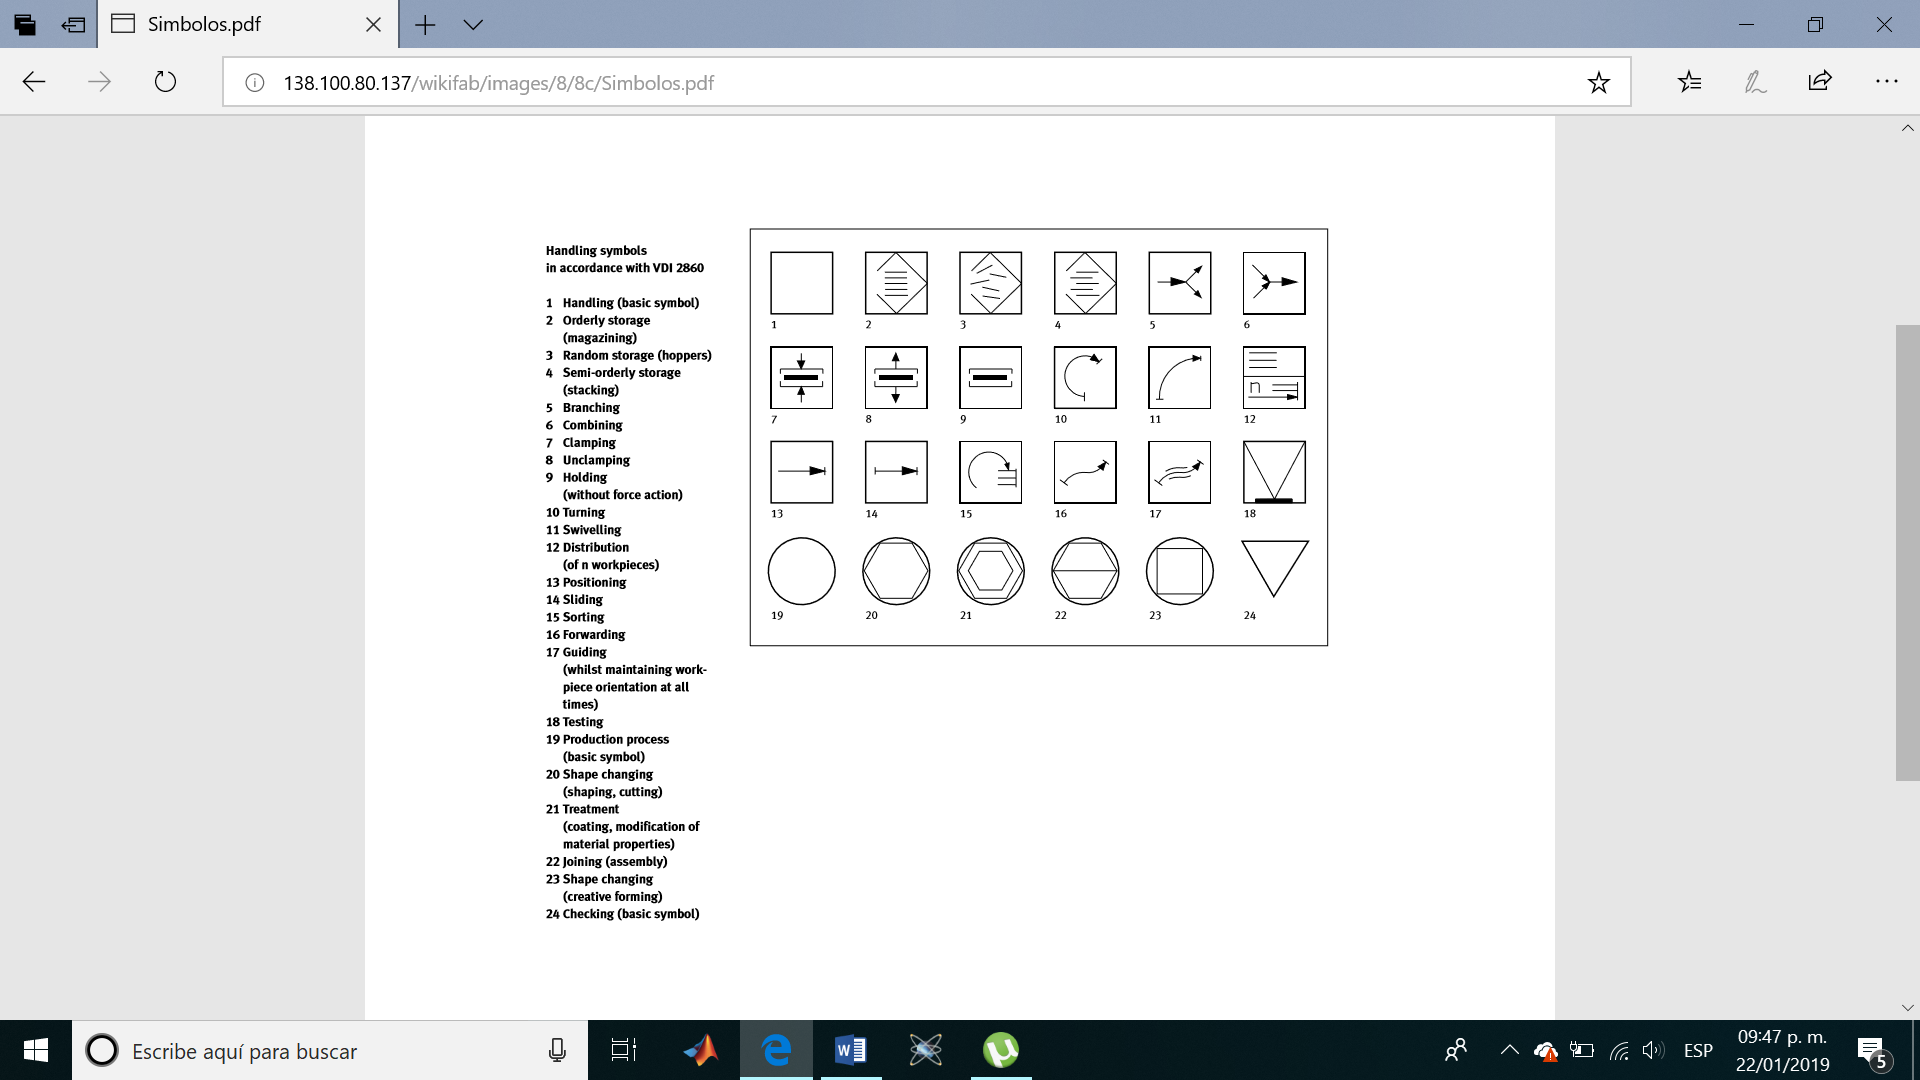 Simbolos.pdf
138.100.80.137/wikifab/images/8/8c/Simbolos.pdf
Handling symbols
in accordance with VDI 2860
1 Handling (basic symbol)
2 Orderly storage
(magazining)
3 Random storage (hoppers)
4 Semi-orderly storage
(stacking)
5 Branching
6 Combining
7 Clamping
8 Unclamping
9 Holding
(without force action)
10 Turning
11 Swivelling
12 Distribution
(of n workpieces)
13 Positioning
14 Sliding
15 Sorting
16 Forwarding
17 Guiding
(whilst maintaining work-
piece orientation at all
times)
18 Testing
19 Production process
(basic symbol)
20 Shape changing
(shaping, cutting)
21 Treatment
(coating, modification of
material properties)
22 Joining (assembly)
23 Shape changing
(creative forming)
24 Checking (basic symbol)
1 2 3 4 5 6
n
7 8 9 10 11 12
13 14 15 16 17 18
19 20 21 22 23 24
Escribe aquí para buscar
W
ESP
09:47 p. m.
22/01/2019
5